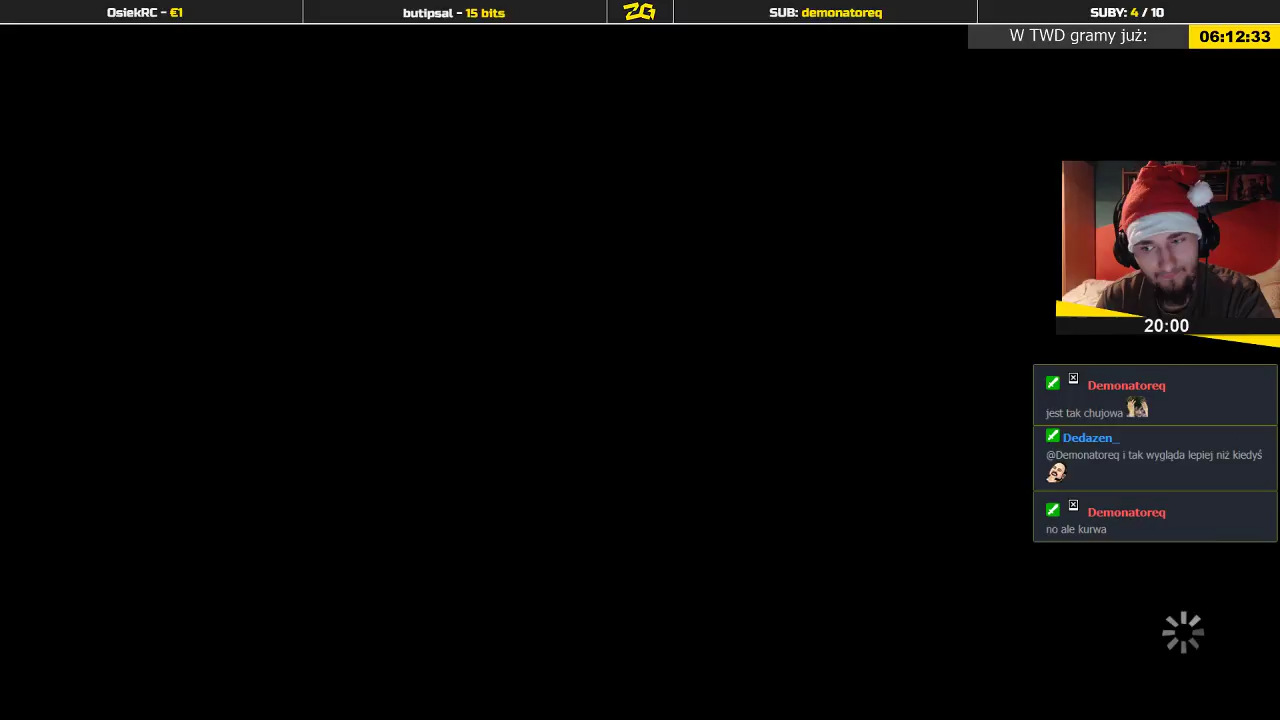 OsiekRC - €1
butipsal - 15 bits
ZG
SUB: demonatoreq
SUBY: 4 / 10
W TWD gramy już:
06:12:33
20:00
Demonatoreq
jest tak chujowa
Dedazen_
@Demonatoreq i tak wygląda lepiej niż kiedyś
Demonatoreq
no ale kurwa